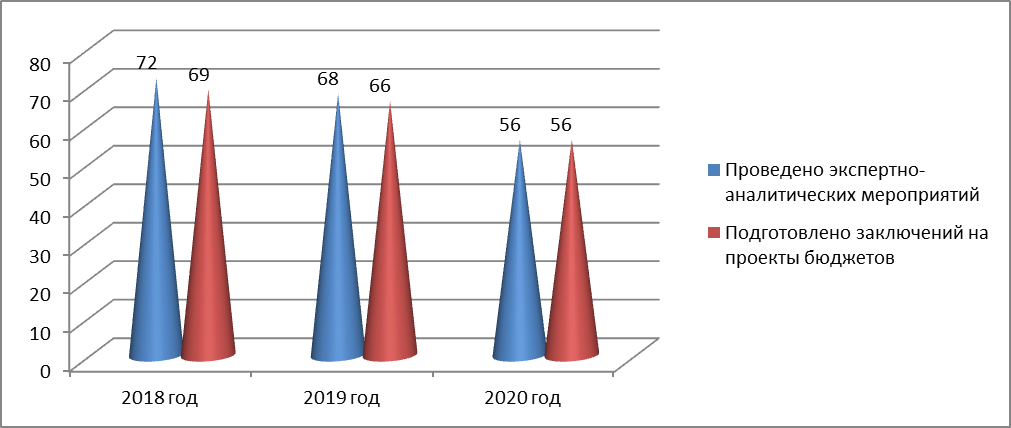 80
70
60
50
40
30
20
10
0
72
69
68
66
56
56
2018 год
2019 год
2020 год
Проведено экспертно-
аналитических мероприятий
Подготовлено заключений на
проекты бюджетов